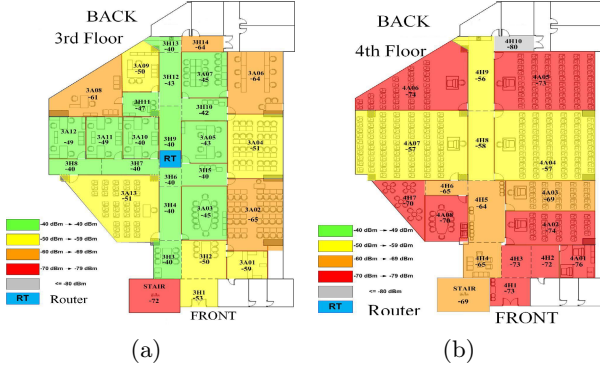 BACK
3rd Floor
3H13
-40
3H14
-64
3A09
-50
3H12
-43
3A07
-45
3A06
-64
3A08
-61
3H11
-47
3H10
-42
3A12
-49
3A11
-49
3A10
-40
3H9
-40
3A05
-43
3A04
-51
RT
3H8
-40
3H7
-40
3H6
-40
3H5
-40
3A13
-51
3H4
-40
3A03
-45
3A02
-65
3H3
-40
3H2
-50
3A01
-59
STAIR
-72
3H1
-53
FRONT
-40 dBm → -49 dBm
-50 dBm → -59 dBm
-60 dBm → -69 dBm
-70 dBm → -79 dBm
<= -80 dBm
RT Router
(a)
BACK
4th Floor
4H10
-80
4H9
-56
4A06
-74
4A05
-73
4A07
-57
4H8
-58
4A04
-57
4H7
-70
4H6
-65
4H5
-64
4A03
-69
4A08
-70
4A02
-74
4H4
-65
4H3
-73
4H2
-72
4A01
-76
STAIR
-69
4H1
-73
FRONT
-40 dBm → -49 dBm
-50 dBm → -59 dBm
-60 dBm → -69 dBm
-70 dBm → -79 dBm
<= -80 dBm
RT Router
(b)